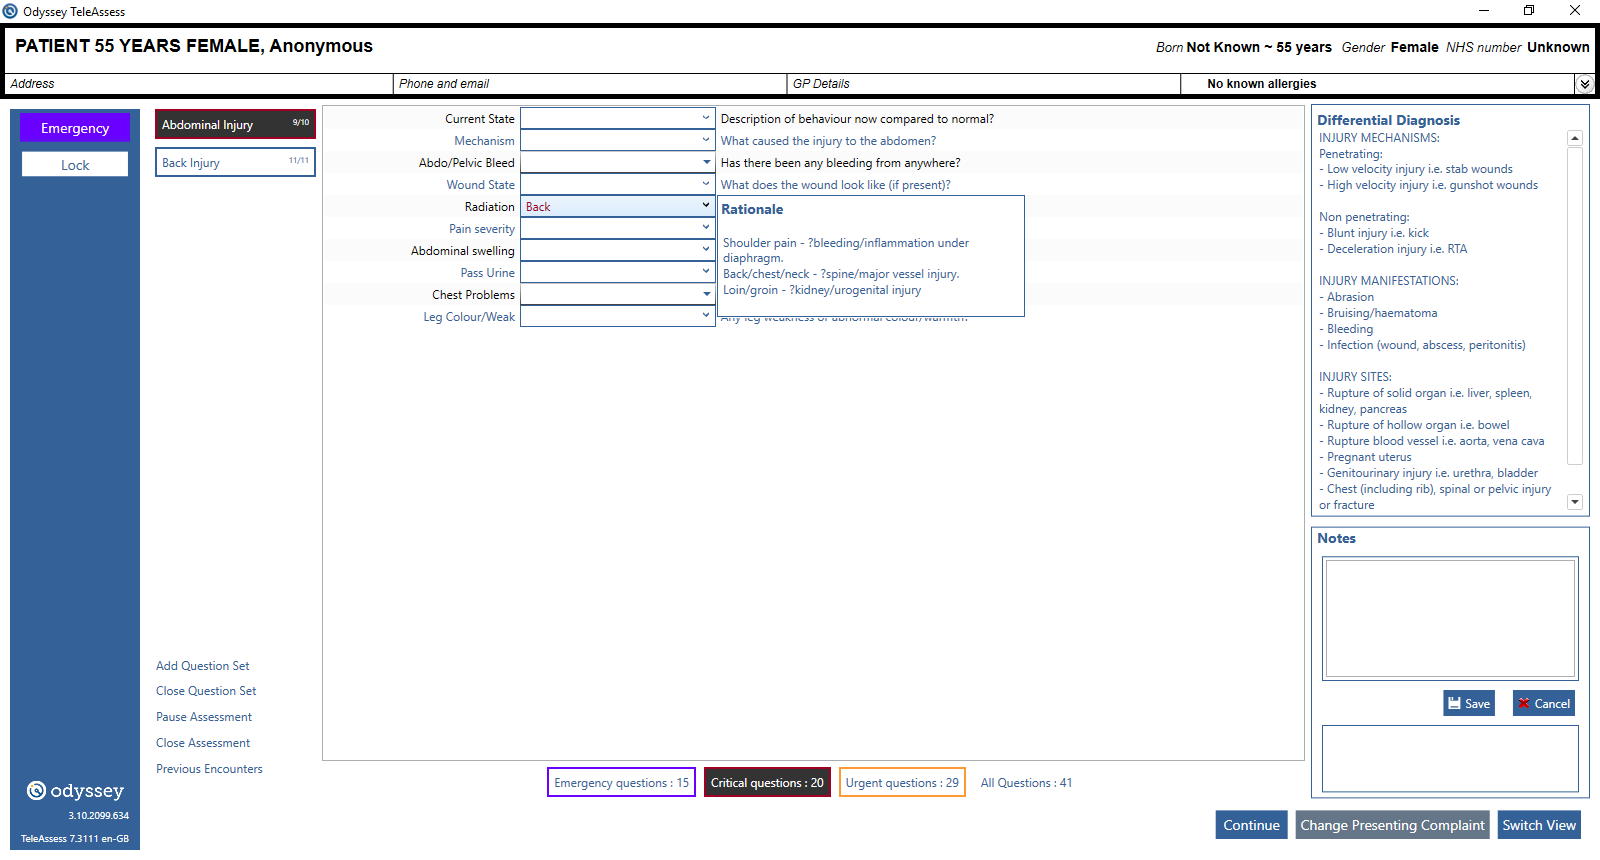 Odyssey TeleAssess
PATIENT 55 YEARS FEMALE, Anonymous
Born Not Known ~ 55 years Gender Female NHS number Unknown
Address
Phone and email
GP Details
No known allergies
Emergency
Lock
Abdominal Injury 9/10
Back Injury 11/11
Current State Description of behaviour now compared to normal?
Mechanism What caused the injury to the abdomen?
Abdo/Pelvic Bleed Has there been any bleeding from anywhere?
Wound State What does the wound look like (if present)?
Radiation Back
Pain severity
Abdominal swelling
Pass Urine
Chest Problems
Leg Colour/Weak Any leg weakness or abnormal colour/warmth?
Rationale
Shoulder pain - ?bleeding/inflammation under
diaphragm.
Back/chest/neck - ?spine/major vessel injury.
Loin/groin - ?kidney/urogenital injury
Differential Diagnosis
INJURY MECHANISMS:
Penetrating:
- Low velocity injury i.e. stab wounds
- High velocity injury i.e. gunshot wounds
Non penetrating:
- Blunt injury i.e. kick
- Deceleration injury i.e. RTA
INJURY MANIFESTATIONS:
- Abrasion
- Bruising/haematoma
- Bleeding
- Infection (wound, abscess, peritonitis)
INJURY SITES:
- Rupture of solid organ i.e. liver, spleen,
kidney, pancreas
- Rupture of hollow organ i.e. bowel
- Rupture blood vessel i.e. aorta, vena cava
- Pregnant uterus
- Genitourinary injury i.e. urethra, bladder
- Chest (including rib), spinal or pelvic injury
or fracture
Notes
Save
Cancel
Add Question Set
Close Question Set
Pause Assessment
Close Assessment
Previous Encounters
odyssey
3.10.2099.634
TeleAssess 7.3111 en-GB
Emergency questions : 15
Critical questions : 20
Urgent questions : 29
All Questions : 41
Continue
Change Presenting Complaint
Switch View